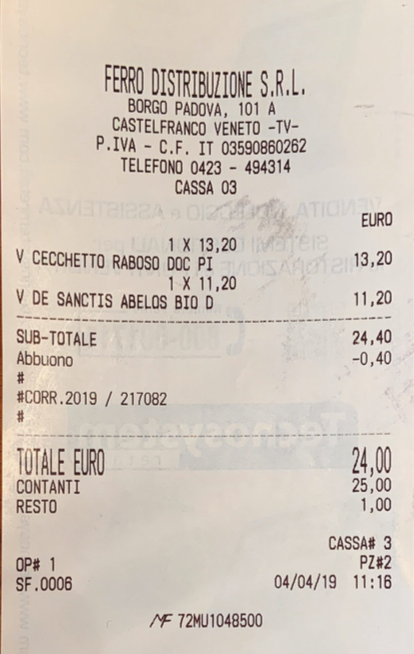 FERRO DISTRIBUZIONE S.R.L.
BORGO PADOVA, 101 A
CASTELFRANCO VENETO -TV-
P.IVA - C.F. IT 03590860262
TELEFONO 0423 - 494314
CASSA 03
EURO
1 X 13,20
V CECCHETTO RABOSO DOC PI 13,20
1 X 11,20
V DE SANCTIS ABELOS BIO D 11,20
SUB-TOTALE 24,40
Abbuono -0,40
#
#CORR.2019 / 217082
#
TOTALE EURO 24,00
CONTANTI 25,00
RESTO 1,00
CASSA# 3
OP# 1 PZ#2
SF.0006 04/04/19 11:16
MF 72MU1048500